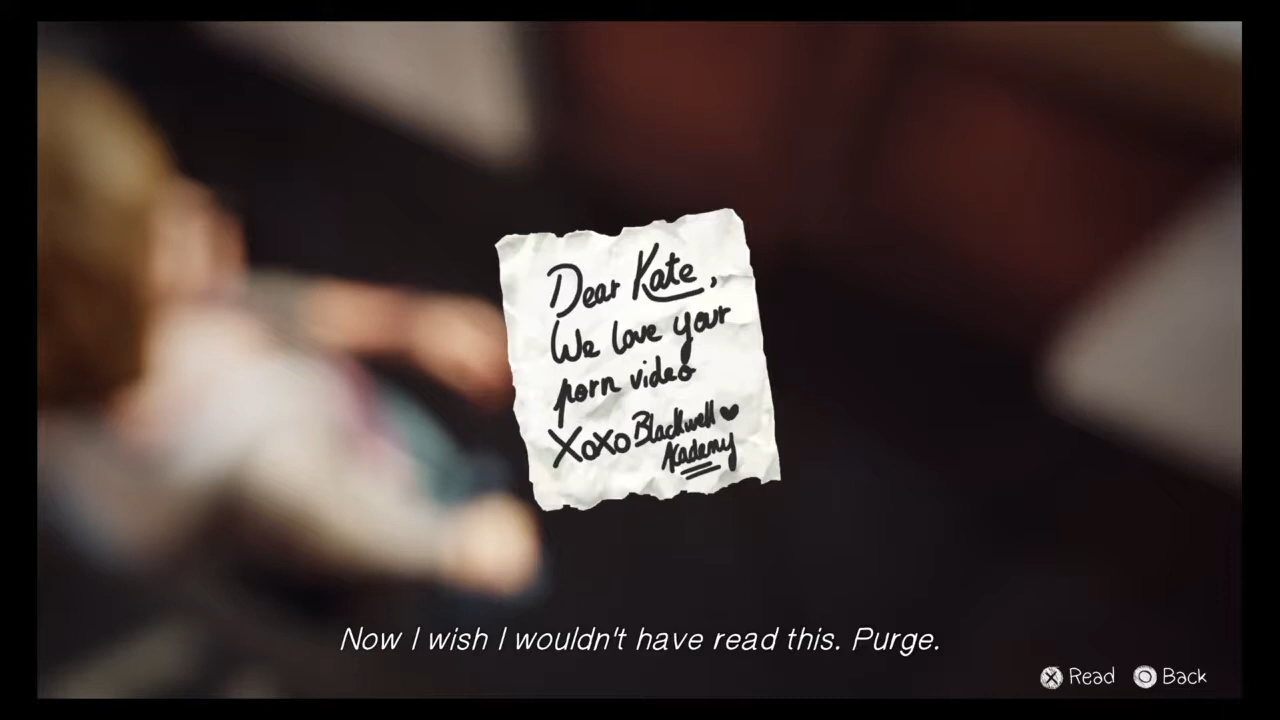 Dear Kate,
We love your
porn video
XoXo Blackwell ♥
Academy
Now I wish I wouldn't have read this. Purge.
Read Back